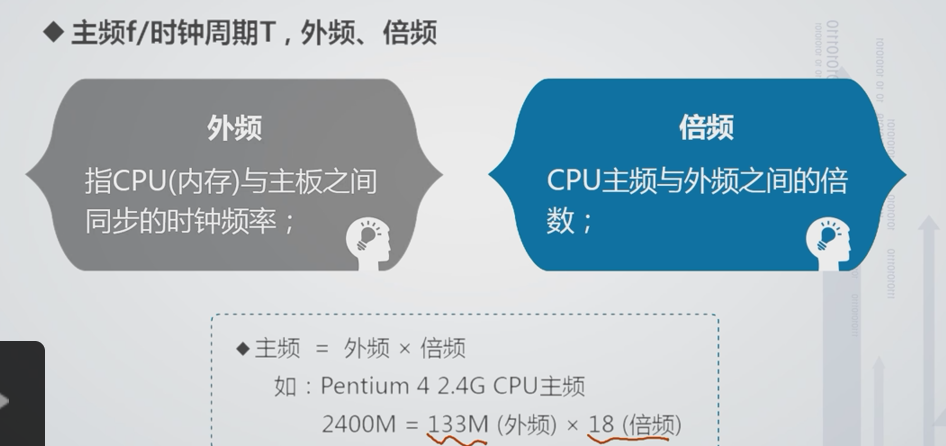 ◆ 主频f/时钟周期T，外频、倍频
外频
指CPU(内存)与主板之间
同步的时钟频率；
倍频
CPU主频与外频之间的倍
数；
◆ 主频 = 外频 × 倍频
如：Pentium 4 2.4G CPU主频
2400M = 133M (外频) × 18 (倍频)